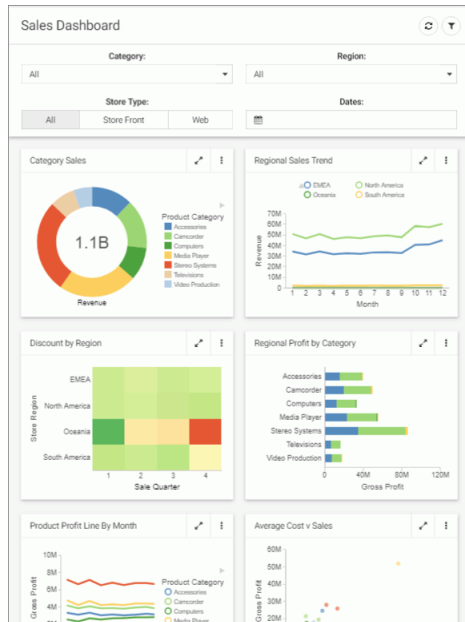 Sales Dashboard
Category:
Region:
All
All
Store Type:
Dates:
All
Store Front
Web
Category Sales
1.1B
Revenue
Product Category
Accessories
Camcorder
Computers
Media Player
Stereo Systems
Televisions
Video Production
Regional Sales Trend
EMEA
North America
Oceania
South America
70M
60M
50M
40M
30M
20M
10M
0
Revenue
1 2 3 4 5 6 7 8 9 10 11 12
Month
Discount by Region
Store Region
EMEA
North America
Oceania
South America
1 2 3 4
Sale Quarter
Regional Profit by Category
Accessories
Camcorder
Computers
Media Player
Stereo Systems
Televisions
Video Production
0 40M 80M 120M
Gross Profit
Product Profit Line By Month
10M
8M
6M
4M
Gross Profit
Product Category
Accessories
Camcorder
Computers
Media Player
Average Cost v Sales
60M
50M
40M
30M
20M
Gross Profit